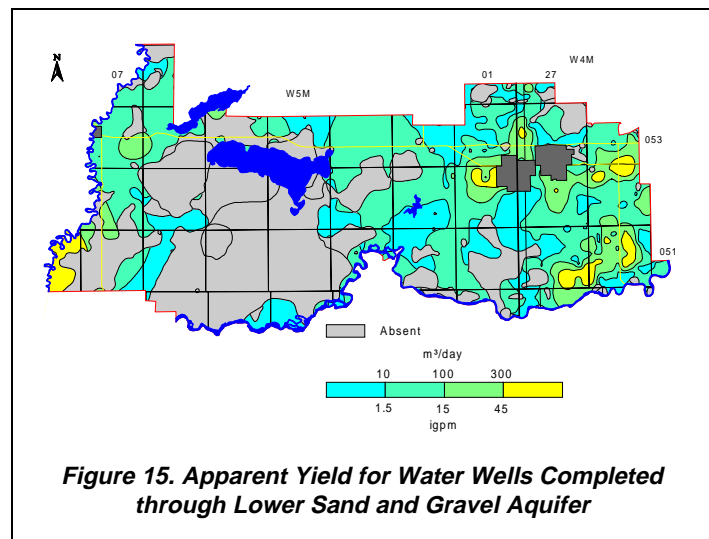 N
W4M
07
01
27
W5M
053
051
Absent
m³/day
10 100 300
1.5 15 45
igpm
Figure 15. Apparent Yield for Water Wells Completed
through Lower Sand and Gravel Aquifer